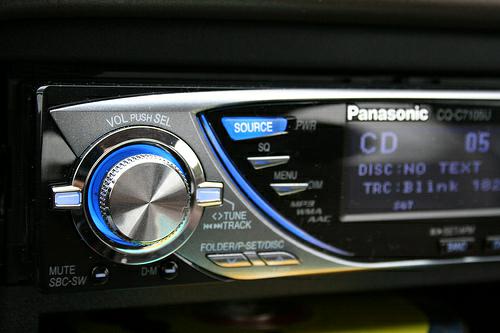 VOL PUSH SEL
Panasonic CQ-C7105U
SOURCE PWR
SQ
CD 05
DISC:NO TEXT
MENU
DIM
TRC:Blink 182
MP3
WMA
AAC
TUNE
TRACK
FOLDER/P-SET/DISC
MUTE
SBC-SW
D-M